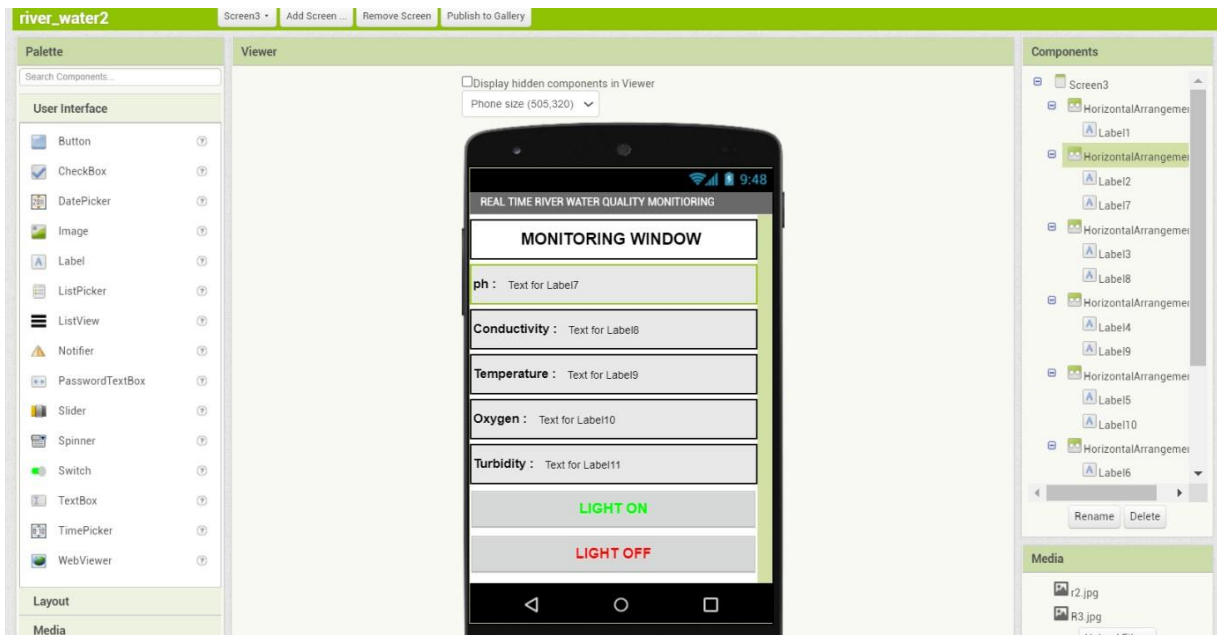 river_water2
Screen3 Add Screen ... Remove Screen Publish to Gallery
Palette
Search Components...
User Interface
Button
CheckBox
DatePicker
Image
Label
ListPicker
ListView
Notifier
PasswordTextBox
Slider
Spinner
Switch
TextBox
TimePicker
WebViewer
Layout
Media
Viewer
Display hidden components in Viewer
Phone size (505,320)
9:48
REAL TIME RIVER WATER QUALITY MONITIORING
MONITORING WINDOW
ph : Text for Label7
Conductivity : Text for Label8
Temperature : Text for Label9
Oxygen : Text for Label10
Turbidity : Text for Label11
LIGHT ON
LIGHT OFF
Components
Screen3
HorizontalArrangemen
Label1
HorizontalArrangemen
Label2
Label7
HorizontalArrangemen
Label3
Label8
HorizontalArrangemen
Label4
Label9
HorizontalArrangemen
Label5
Label10
HorizontalArrangemen
Label6
Rename Delete
Media
r2.jpg
R3.jpg